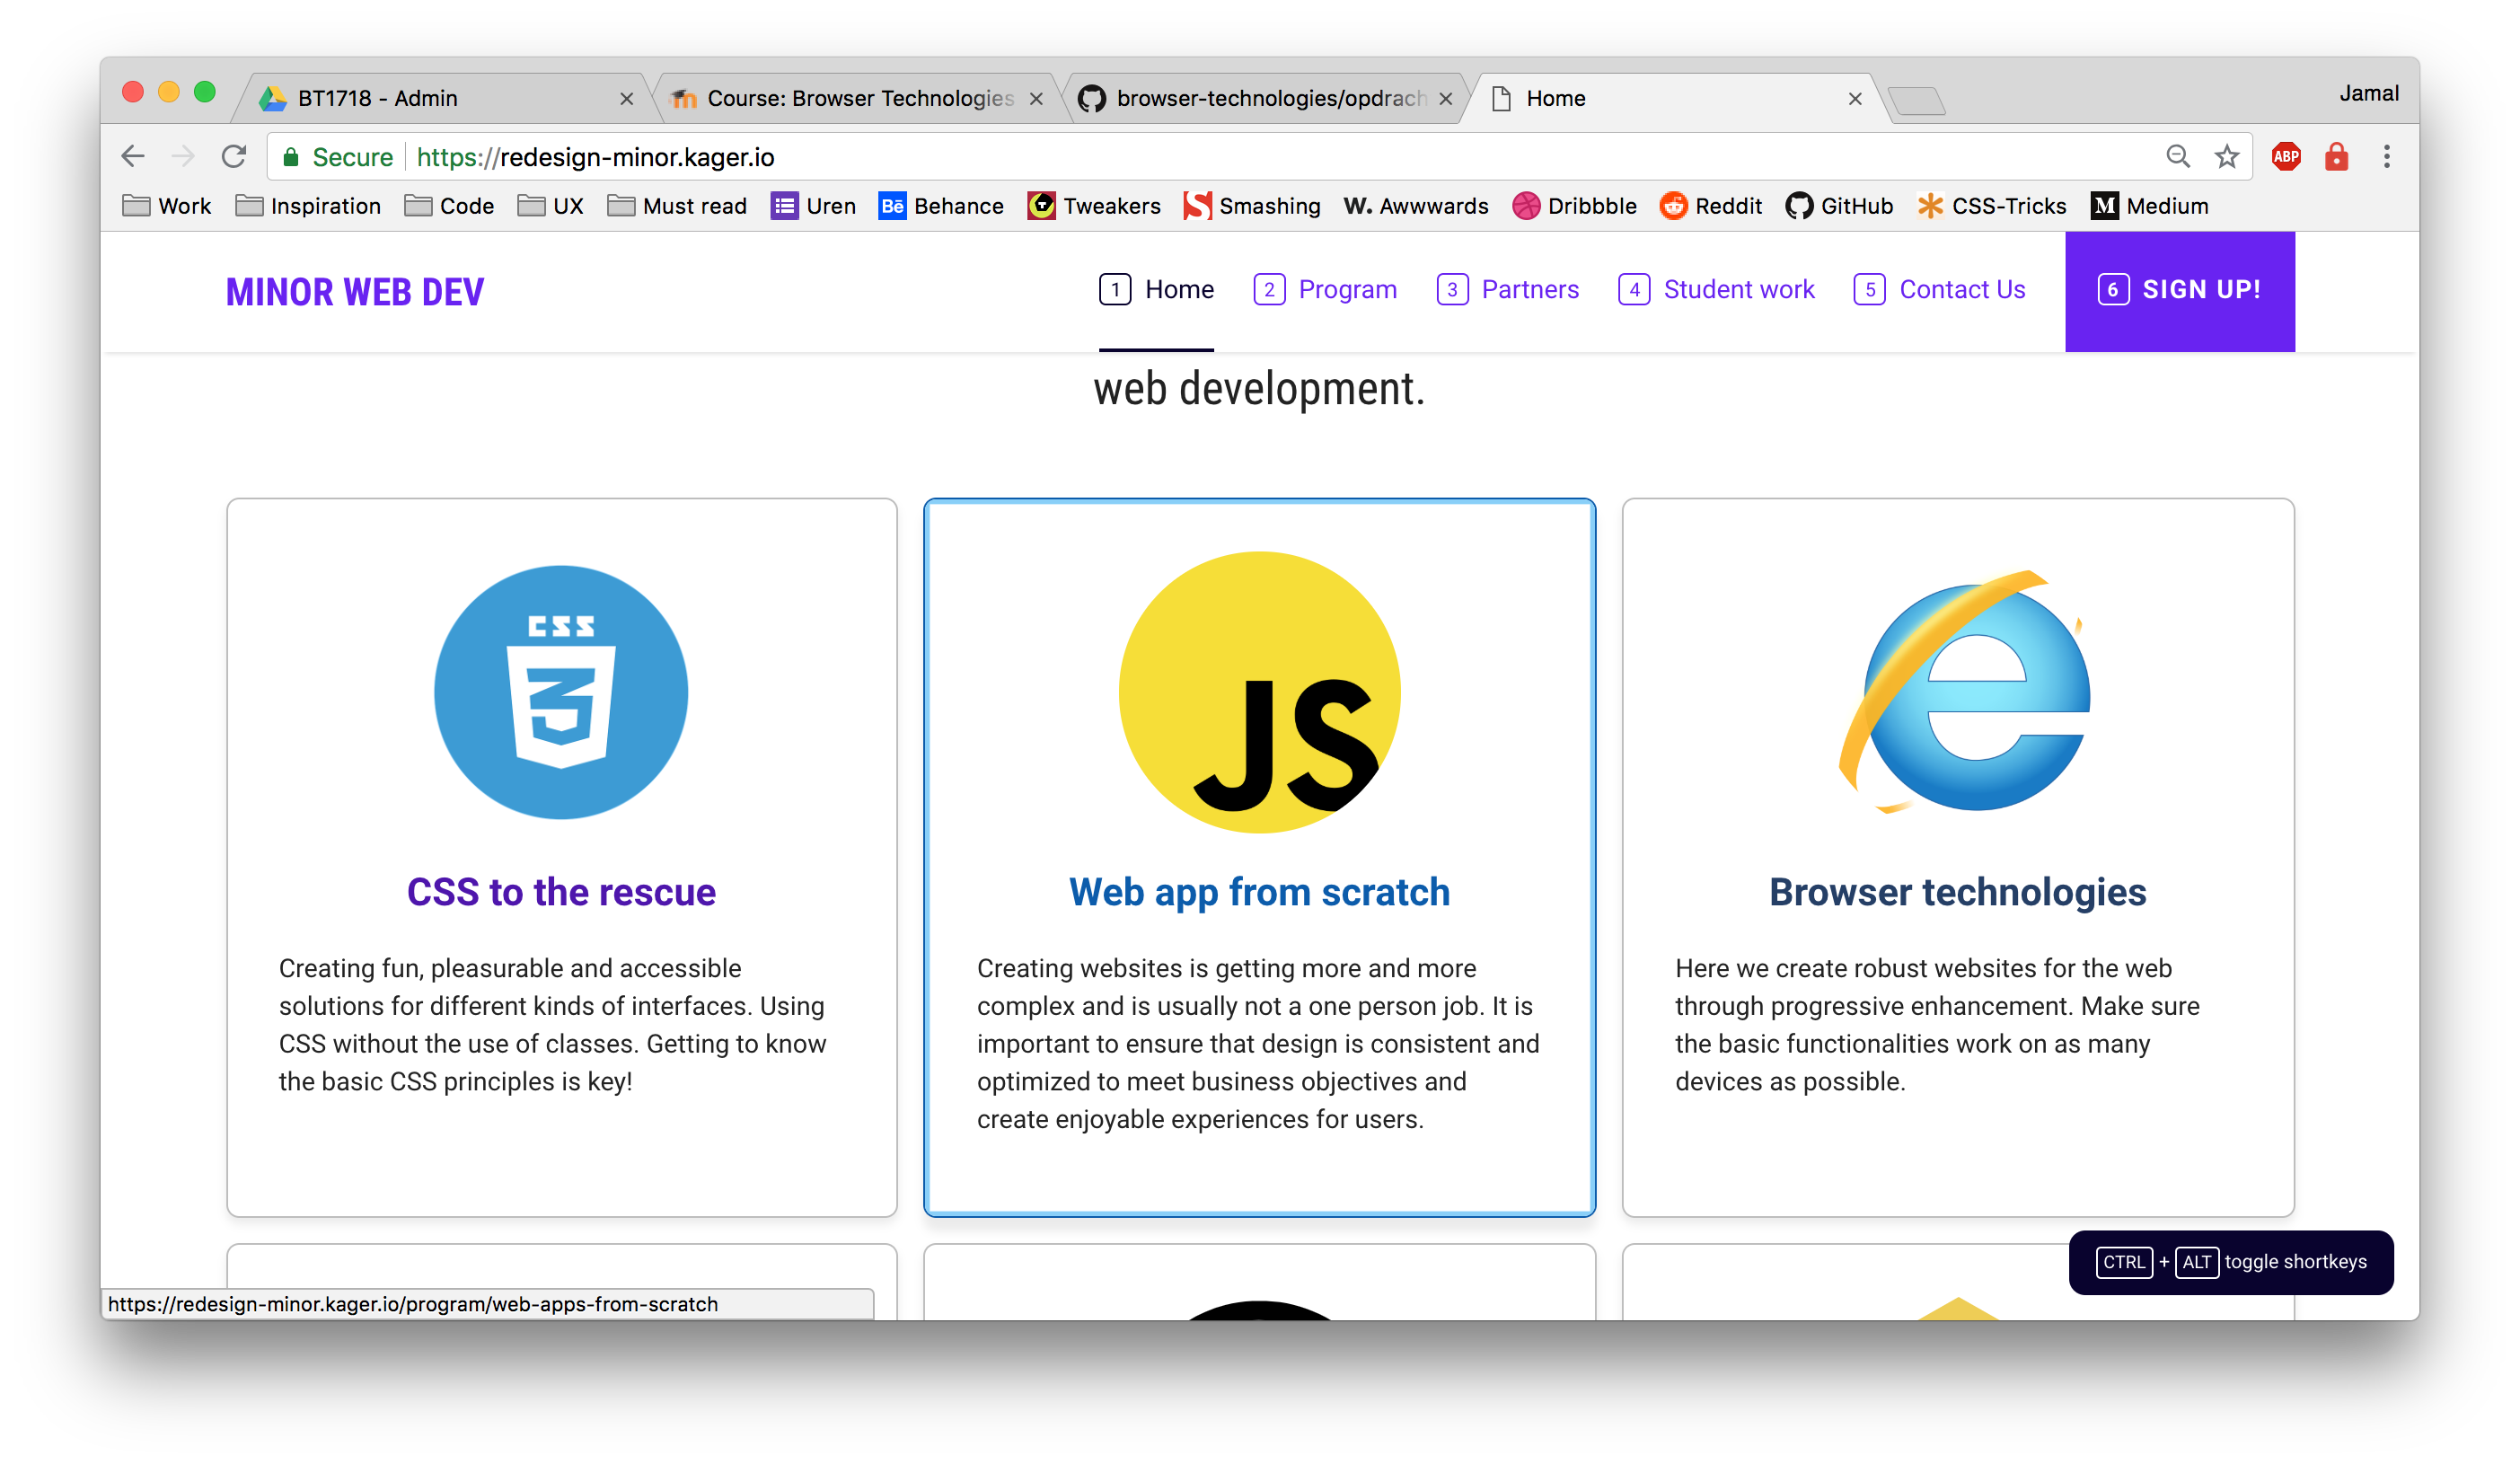 BT1718 - Admin
Course: Browser Technologies
browser-technologies/opdrach
Home
Jamal
Secure https://redesign-minor.kager.io
ABP
Work Inspiration Code UX Must read Uren Bē Behance Tweakers Smashing W. Awwwards Dribbble Reddit GitHub CSS-Tricks M Medium
MINOR WEB DEV
1 Home 2 Program 3 Partners 4 Student work 5 Contact Us 6 SIGN UP!
web development.
CSS
3
CSS to the rescue
Creating fun, pleasurable and accessible
solutions for different kinds of interfaces. Using
CSS without the use of classes. Getting to know
the basic CSS principles is key!
JS
Web app from scratch
Creating websites is getting more and more
complex and is usually not a one person job. It is
important to ensure that design is consistent and
optimized to meet business objectives and
create enjoyable experiences for users.
Browser technologies
Here we create robust websites for the web
through progressive enhancement. Make sure
the basic functionalities work on as many
devices as possible.
CTRL + ALT toggle shortkeys
https://redesign-minor.kager.io/program/web-apps-from-scratch